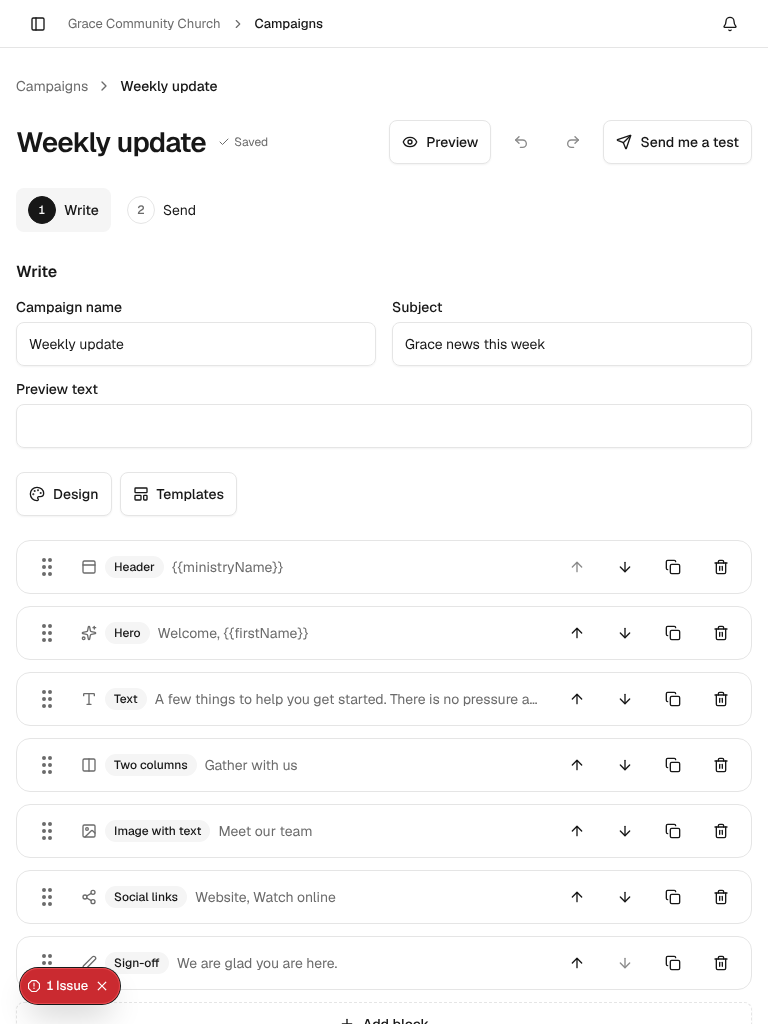 Grace Community Church > Campaigns
Campaigns > Weekly update
Weekly update Saved Preview Send me a test
1 Write 2 Send
Write
Campaign name Subject
Weekly update Grace news this week
Preview text
Design Templates
Header {{ministryName}}
Hero Welcome, {{firstName}}
Text A few things to help you get started. There is no pressure a...
Two columns Gather with us
Image with text Meet our team
Social links Website, Watch online
Sign-off We are glad you are here.
1 Issue
+ Add block